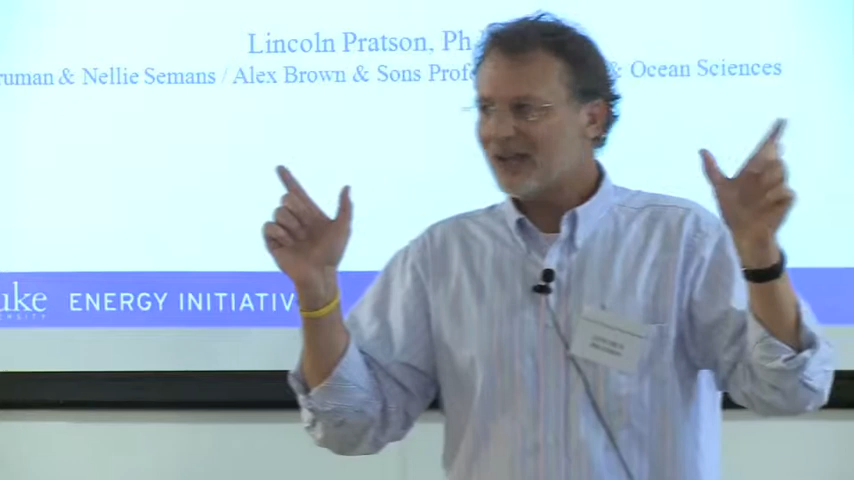 Lincoln Pratson, Ph
ruman & Nellie Semans / Alex Brown & Sons Prof & Ocean Sciences
uke ENERGY INITIATIV